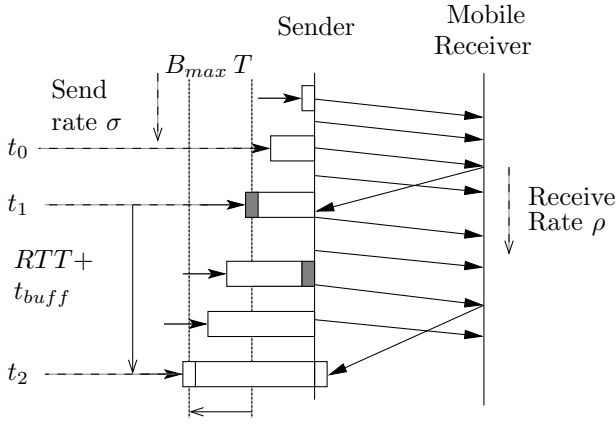 Sender
Mobile
Receiver
B_max T
Send
rate σ
t_0
t_1
Receive
Rate ρ
RTT+
t_buff
t_2